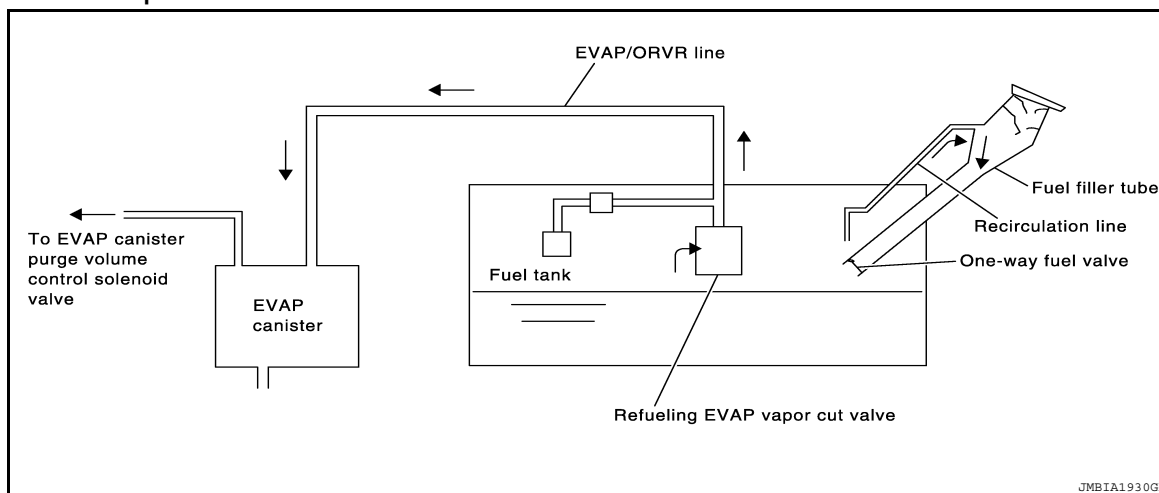 EVAP/ORVR line
Fuel filler tube
Recirculation line
One-way fuel valve
To EVAP canister
purge volume
control solenoid
valve
Fuel tank
EVAP
canister
Refueling EVAP vapor cut valve
JMBIA1930G